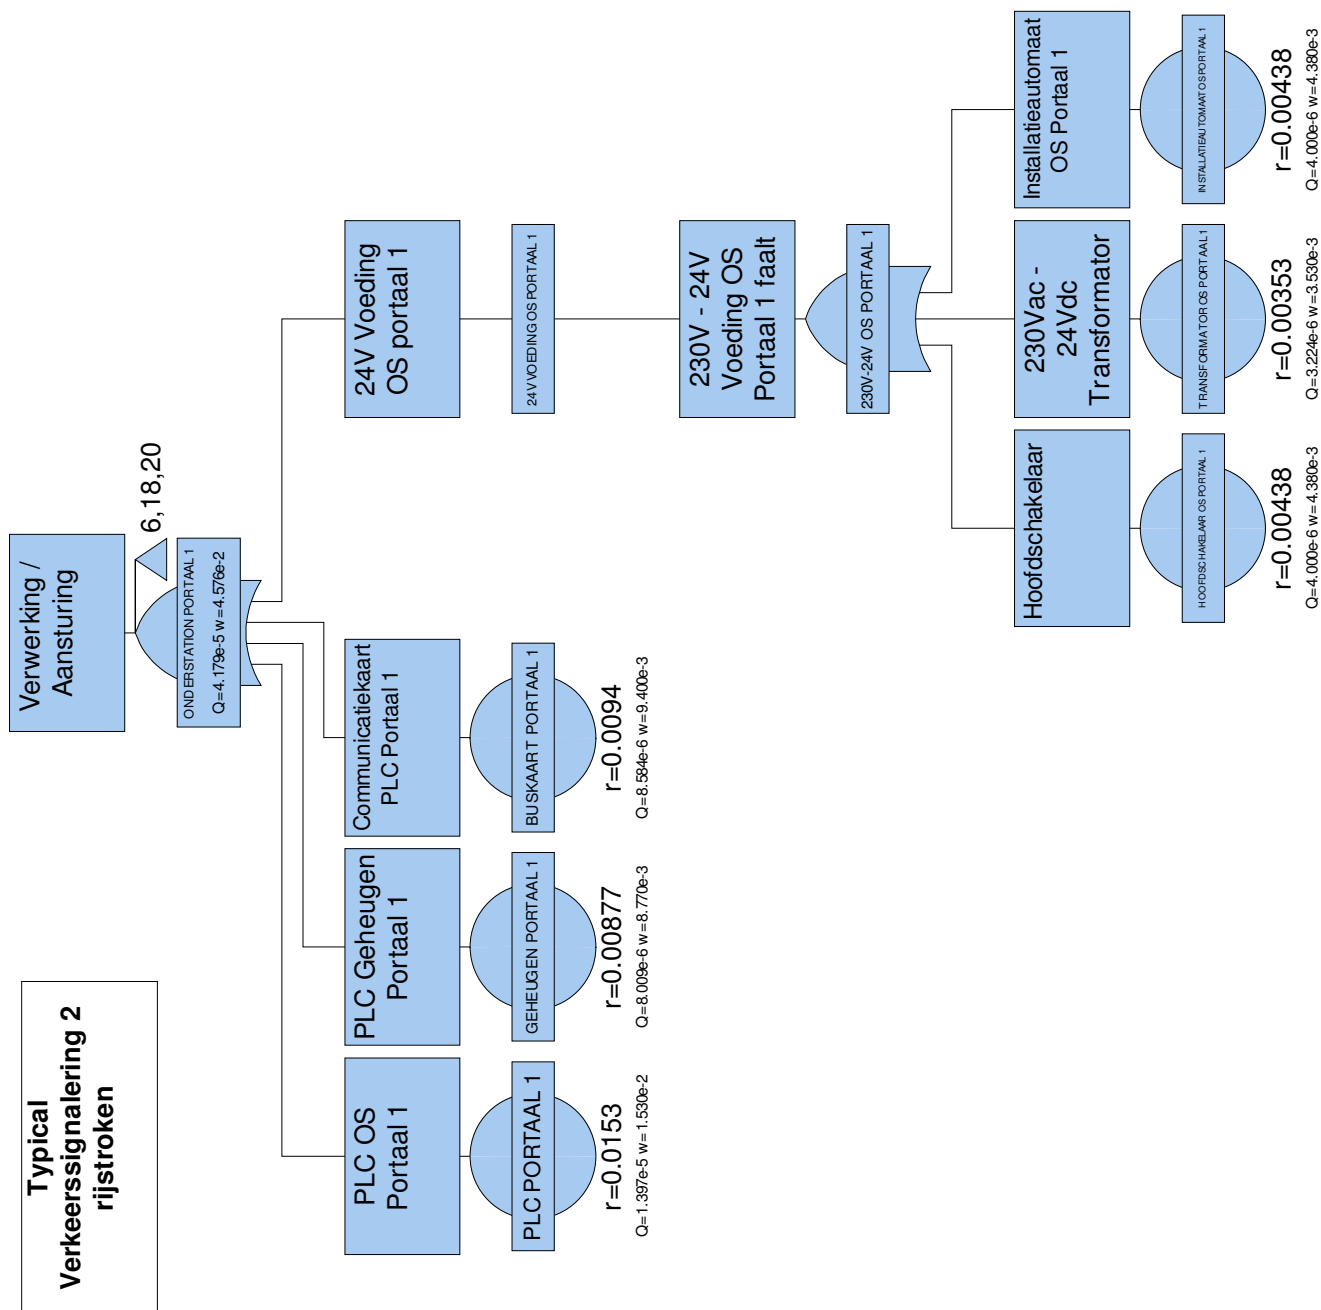 Typical
Verkeerssignalering 2
rijstroken
Verwerking /
Aansturing
6,18,20
ONDERSTATION PORTAAL 1
Q=4.179e-5 w=4.576e-2
PLC OS
Portaal 1
PLC PORTAAL 1
r=0.0153
Q=1.397e-5 w=1.530e-2
PLC Geheugen
Portaal 1
GEHEUGEN PORTAAL 1
r=0.00877
Q=8.009e-6 w=8.770e-3
Communicatiekaart
PLC Portaal 1
BUSKAART PORTAAL 1
r=0.0094
Q=8.584e-6 w=9.400e-3
24V Voeding
OS portaal 1
24V VOEDING OS PORTAAL 1
230V - 24V
Voeding OS
Portaal 1 faalt
230V-24V OS PORTAAL 1
Hoofdschakelaar
HOOFDSCHAKELAAR OS PORTAAL 1
r=0.00438
Q=4.000e-6 w=4.380e-3
230Vac -
24Vdc
Transformator
TRANSFORMATOR OS PORTAAL 1
r=0.00353
Q=3.224e-6 w=3.530e-3
Installatieautomaat
OS Portaal 1
INSTALLATIEAUTOMAAT OS PORTAAL 1
r=0.00438
Q=4.000e-6 w=4.380e-3